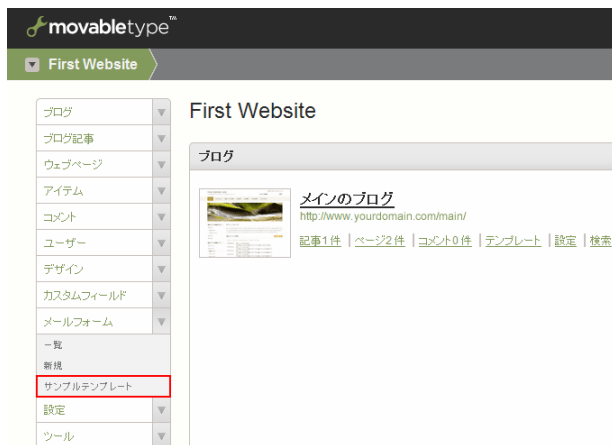 movabletype™
First Website
ブログ
ブログ記事
ウェブページ
アイテム
コメント
ユーザー
デザイン
カスタムフィールド
メールフォーム
一覧
新規
サンプルテンプレート
設定
ツール
First Website
ブログ
メインのブログ
http://www.yourdomain.com/main/
記事1件 | ページ2件 | コメント0件 | テンプレート | 設定 | 検索